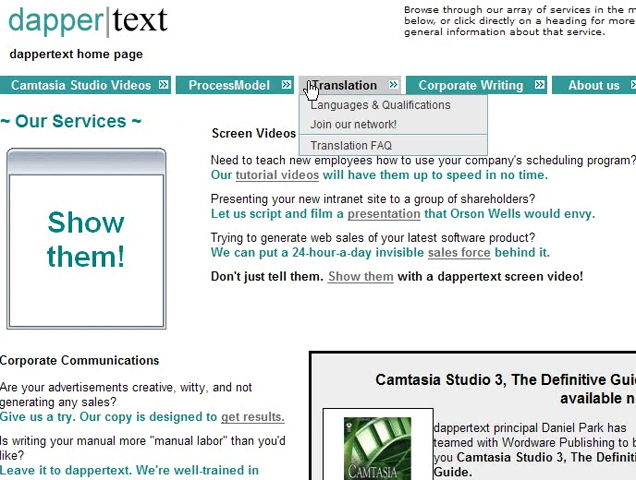 dapper|text
Browse through our array of services in the m
below, or click directly on a heading for more
general information about that service.
dappertext home page
Camtasia Studio Videos
ProcessModel
Translation
Corporate Writing
About us
Languages & Qualifications
Join our network!
Translation FAQ
~ Our Services ~
Show
them!
Screen Videos
Need to teach new employees how to use your company's scheduling program?
Our tutorial videos will have them up to speed in no time.
Presenting your new intranet site to a group of shareholders?
Let us script and film a presentation that Orson Wells would envy.
Trying to generate web sales of your latest software product?
We can put a 24-hour-a-day invisible sales force behind it.
Don't just tell them. Show them with a dappertext screen video!
Corporate Communications
Are your advertisements creative, witty, and not
generating any sales?
Give us a try. Our copy is designed to get results.
Is writing your manual more "manual labor" than you'd
like?
Leave it to dappertext. We're well-trained in
Camtasia Studio 3, The Definitive Gui
available n
CAMTASIA
dappertext principal Daniel Park has
teamed with Wordware Publishing to b
you Camtasia Studio 3, The Definiti
Guide.